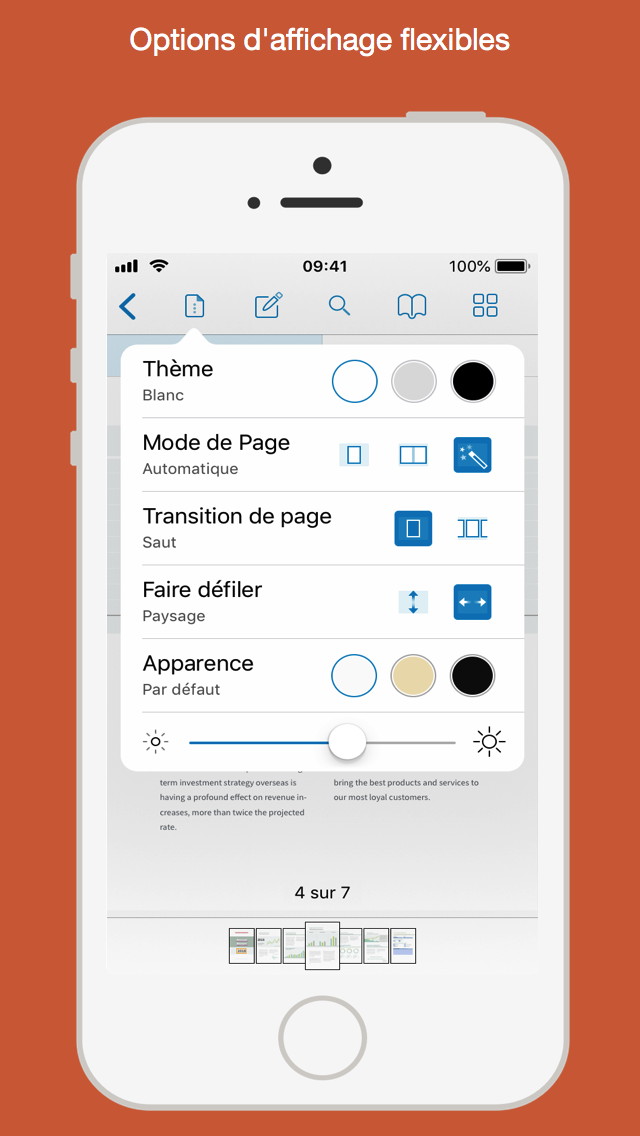 Options d'affichage flexibles
09:41
100%
Thème
Blanc
Mode de Page
Automatique
Transition de page
Saut
Faire défiler
Paysage
Apparence
Par défaut
term investment strategy overseas is
having a profound effect on revenue in-
creases, more than twice the projected
rate.
bring the best products and services to
our most loyal customers.
4 sur 7